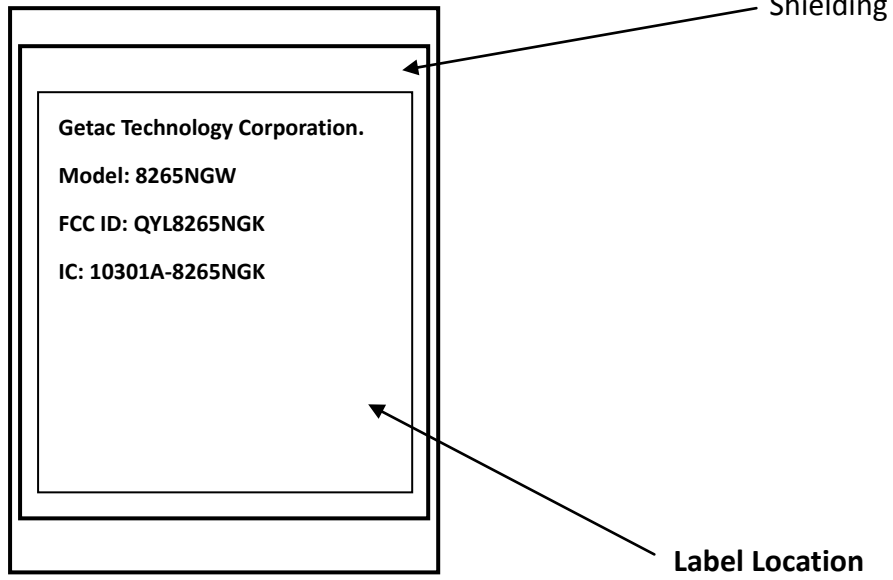 Shielding
Getac Technology Corporation.
Model: 8265NGW
FCC ID: QYL8265NGK
IC: 10301A-8265NGK
Label Location